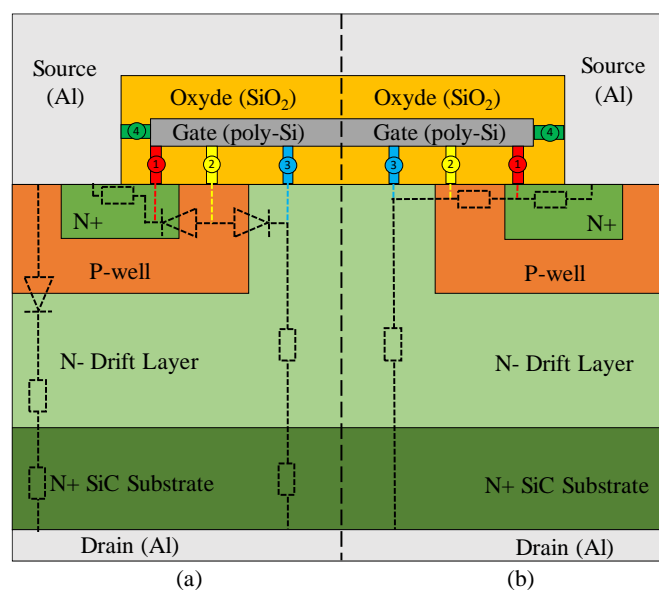 Source
(Al)
Source
(Al)
Oxyde (SiO2)
Oxyde (SiO2)
Gate (poly-Si)
Gate (poly-Si)
4
4
1
2
3
3
2
1
N+
N+
P-well
P-well
N- Drift Layer
N- Drift Layer
N+ SiC Substrate
N+ SiC Substrate
Drain (Al)
Drain (Al)
(a)
(b)